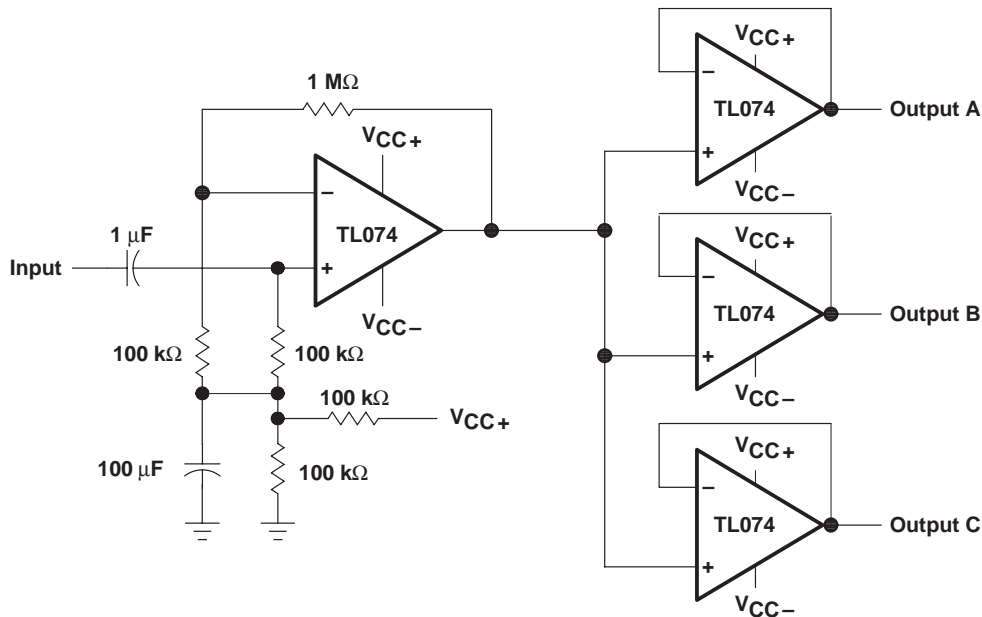 1 MΩ
VCC+
−
TL074
+
VCC−
1 μF
Input
100 kΩ
100 kΩ
100 kΩ
VCC+
100 μF
100 kΩ
VCC+
−
TL074
+
VCC−
Output A
VCC+
−
TL074
+
VCC−
Output B
VCC+
−
TL074
+
VCC−
Output C